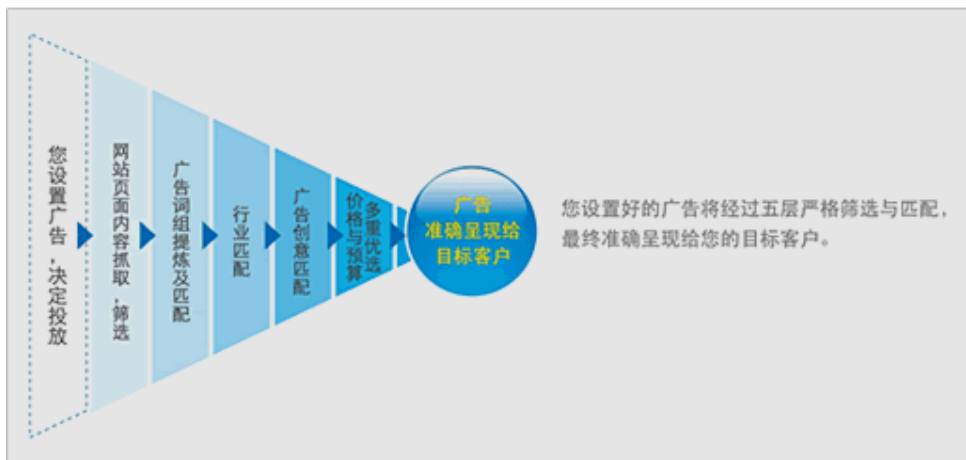 您设置广告,决定投放
网站页面内容抓取,筛选
广告词组提炼及匹配
行业匹配
广告创意匹配
多重优选
价格与预算
广告
准确呈现给
目标客户
您设置好的广告将经过五层严格筛选与匹配，
最终准确呈现给您的目标客户。